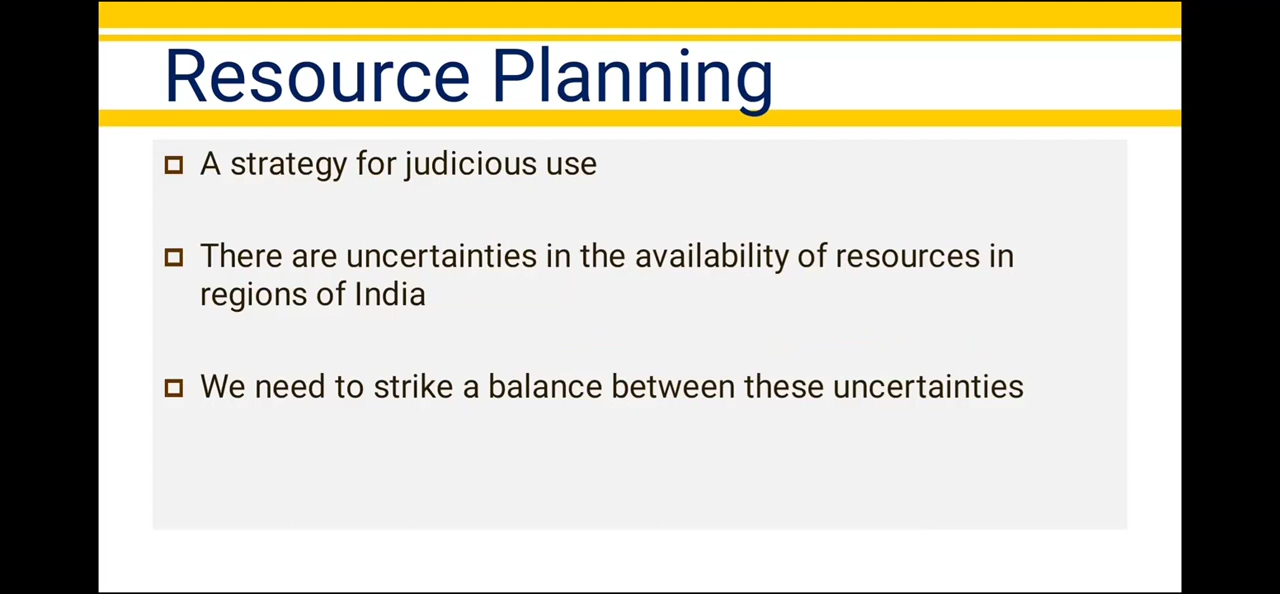 Resource Planning
A strategy for judicious use
There are uncertainties in the availability of resources in
regions of India
We need to strike a balance between these uncertainties